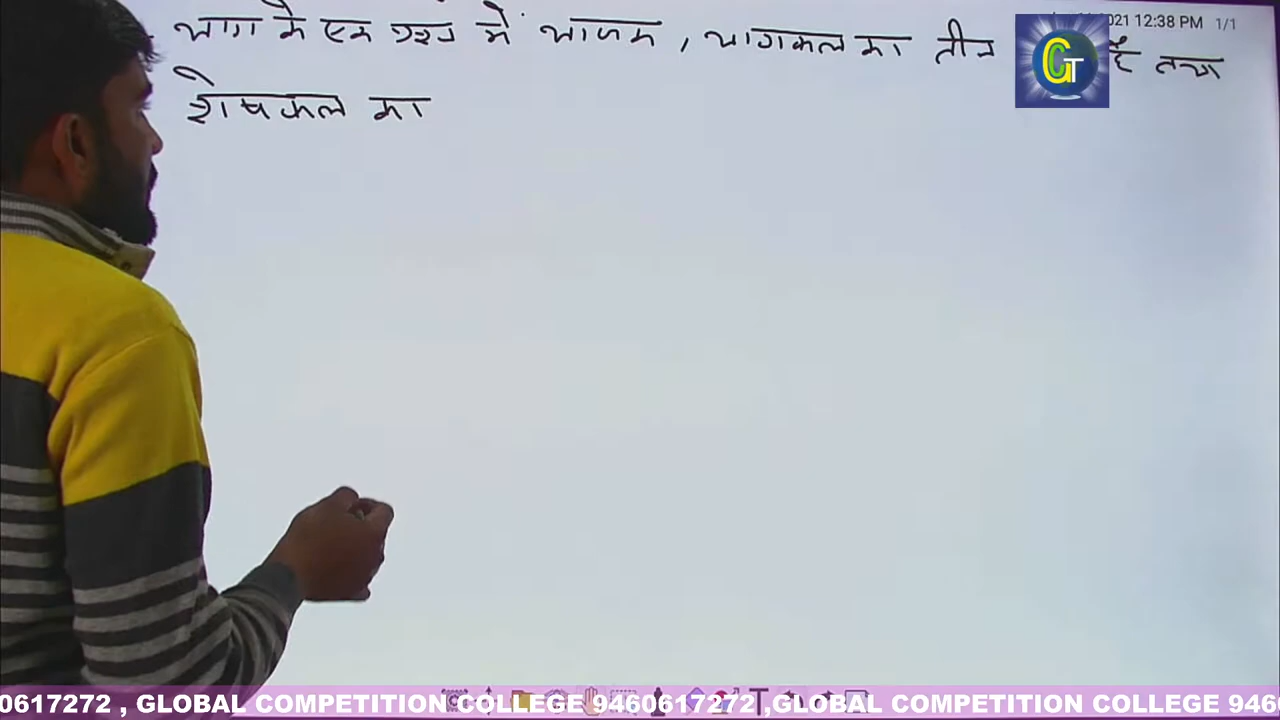 भाग के एक प्रश्न में भाजक , भागफल का तीन है तथा
शेषफल का
2021 12:38 PM 1/1
GT
0617272 , GLOBAL COMPETITION COLLEGE 9460617272 ,GLOBAL COMPETITION COLLEGE 946